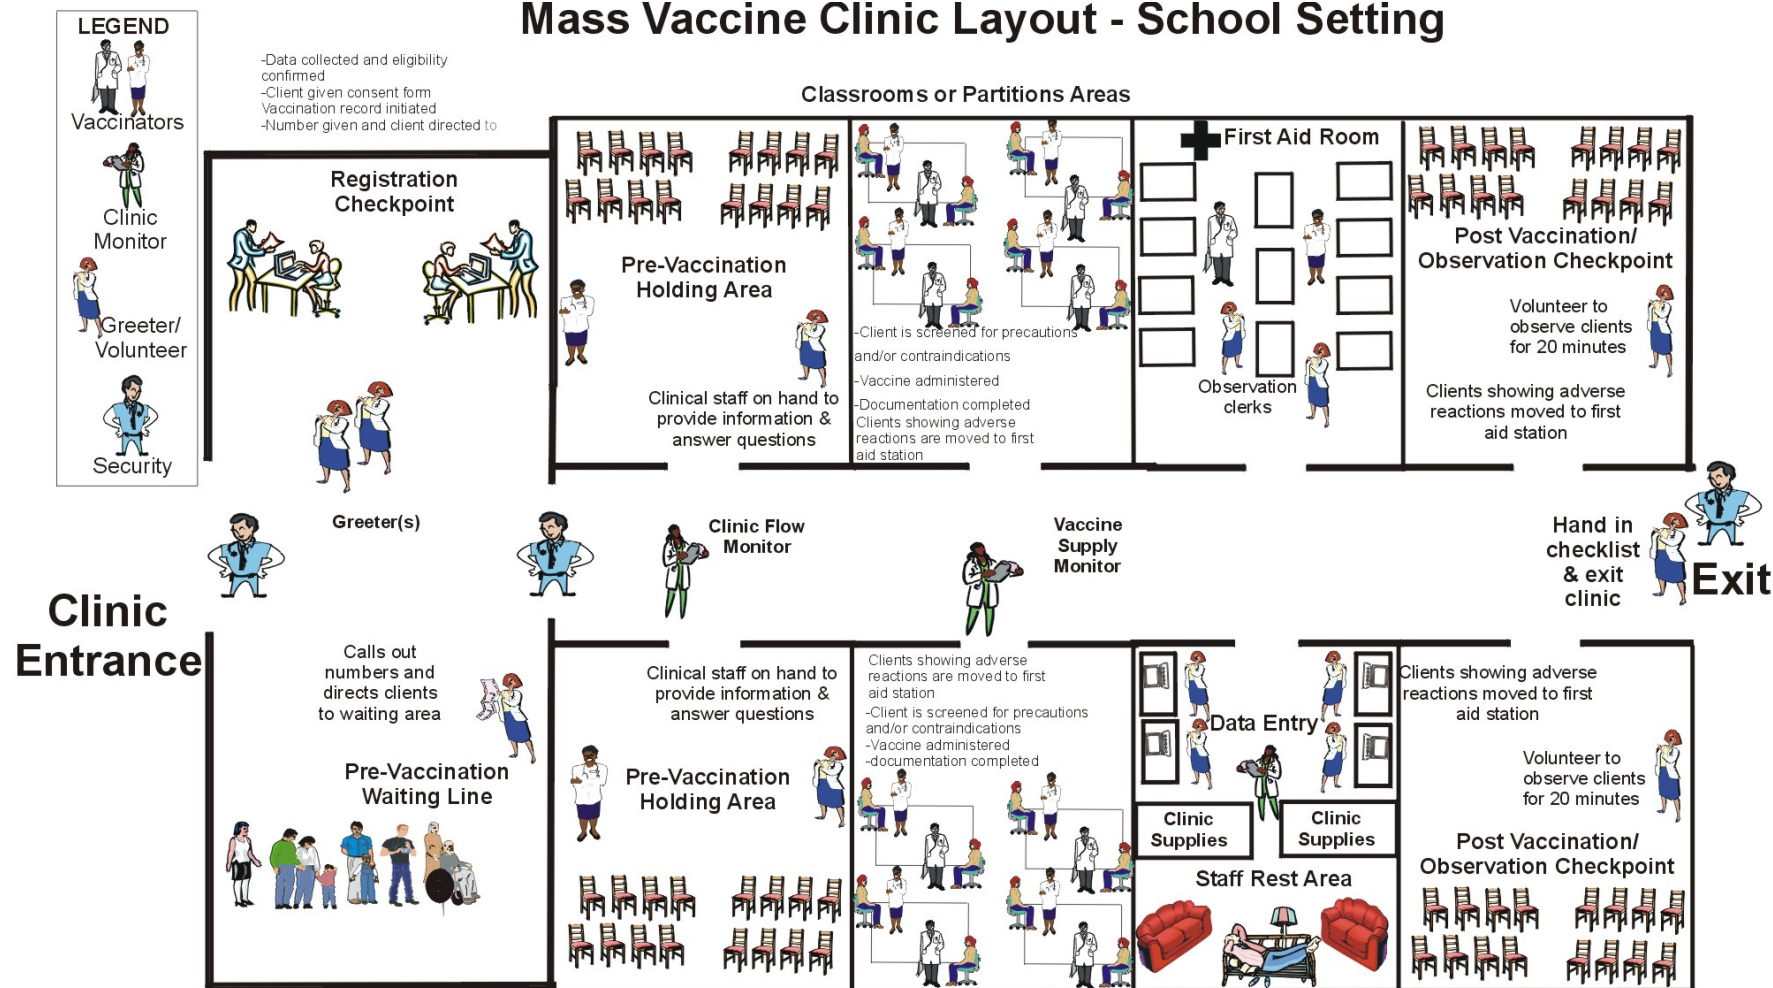 Mass Vaccine Clinic Layout - School Setting
LEGEND
Vaccinators
Clinic
Monitor
Greeter/
Volunteer
Security
-Data collected and eligibility
confirmed
-Client given consent form
Vaccination record initiated
-Number given and client directed to
Classrooms or Partitions Areas
Registration
Checkpoint
Greeter(s)
Pre-Vaccination
Holding Area
Clinical staff on hand to
provide information &
answer questions
-Client is screened for precautions
and/or contraindications
-Vaccine administered
-Documentation completed
Clients showing adverse
reactions are moved to first
aid station
First Aid Room
Observation
clerks
Post Vaccination/
Observation Checkpoint
Volunteer to
observe clients
for 20 minutes
Clients showing adverse
reactions moved to first
aid station
Clinic
Entrance
Clinic Flow
Monitor
Vaccine
Supply
Monitor
Hand in
checklist
& exit
clinic
Exit
Calls out
numbers and
directs clients
to waiting area
Pre-Vaccination
Waiting Line
Clinical staff on hand to
provide information &
answer questions
Pre-Vaccination
Holding Area
Clients showing adverse
reactions are moved to first
aid station
-Client is screened for precautions
and/or contraindications
-Vaccine administered
-documentation completed
Data Entry
Clinic
Supplies
Clinic
Supplies
Staff Rest Area
Clients showing adverse
reactions moved to first
aid station
Volunteer to
observe clients
for 20 minutes
Post Vaccination/
Observation Checkpoint